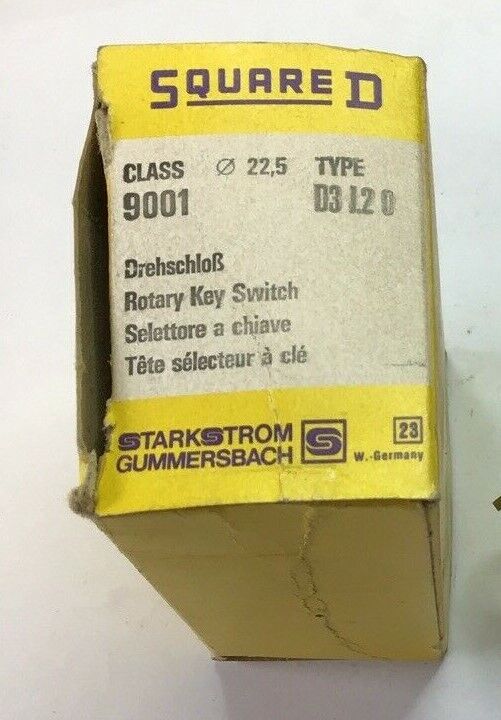 SQUARE D
CLASS Ø 22,5 TYPE
9001 D3 L2 0
Drehschloß
Rotary Key Switch
Selettore a chiave
Tête sélecteur à clé
STARKSTROM
GUMMERSBACH
23
W.-Germany